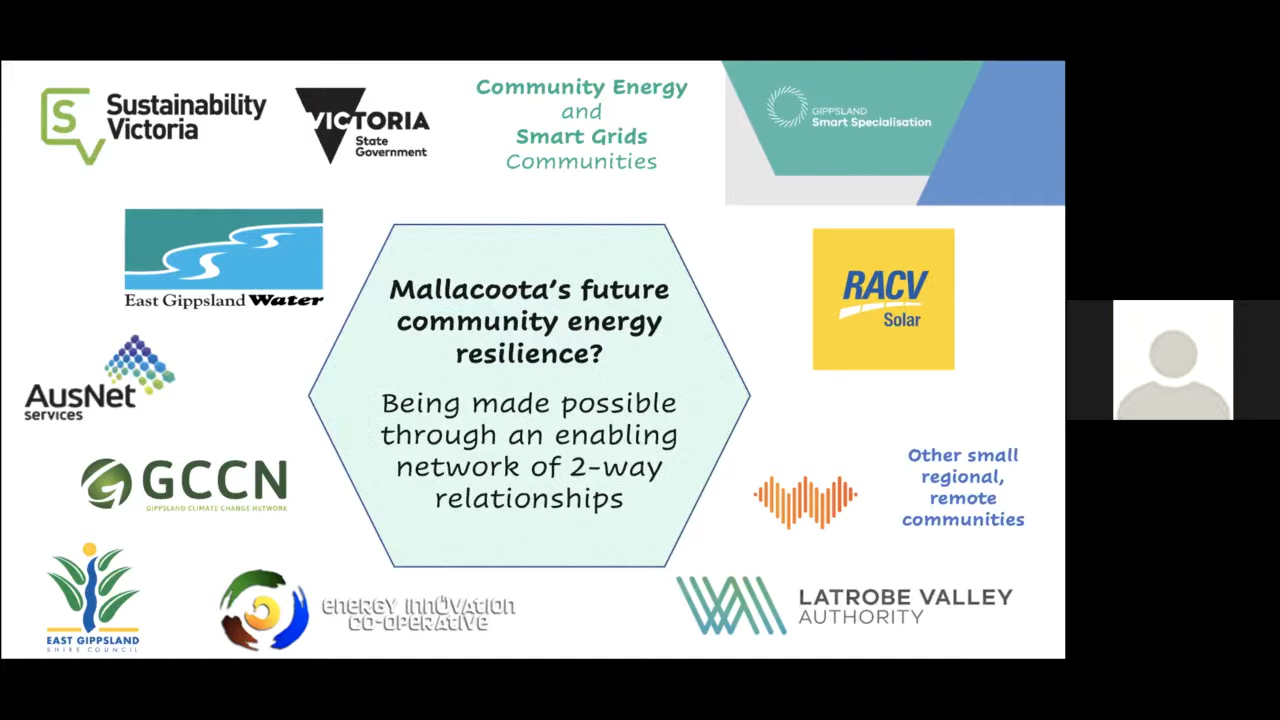 Sustainability
Victoria
VICTORIA
State
Government
Community Energy
and
Smart Grids
Communities
GIPPSLAND
Smart Specialisation
East Gippsland Water
Mallacoota's future
community energy
resilience?
Being made possible
through an enabling
network of 2-way
relationships
RACV
Solar
AusNet
services
GCCN
GIPPSLAND CLIMATE CHANGE NETWORK
Other small
regional,
remote
communities
EAST GIPPSLAND
SHIRE COUNCIL
ENERGY INNOVATION
CO-OPERATIVE
LATROBE VALLEY
AUTHORITY